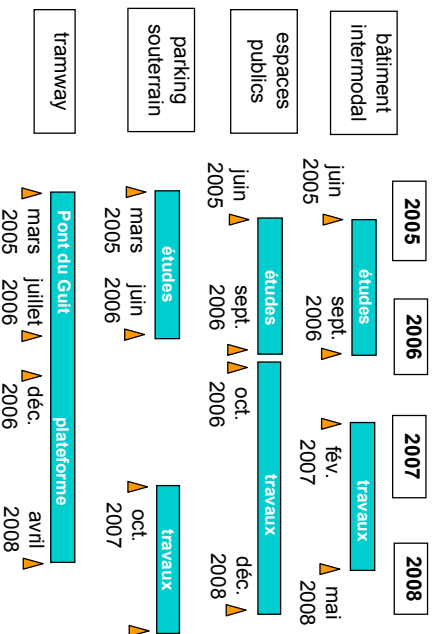 2005
2006
2007
2008
bâtiment
intermodal
études
travaux
juin
2005
sept.
2006
fév.
2007
mai
2008
espaces
publics
études
travaux
juin
2005
sept.
2006
oct.
2006
déc.
2008
parking
souterrain
études
travaux
mars
2005
juin
2006
oct.
2007
tramway
Pont du Guit
plateforme
mars
2005
juillet
2006
déc.
2006
avril
2008